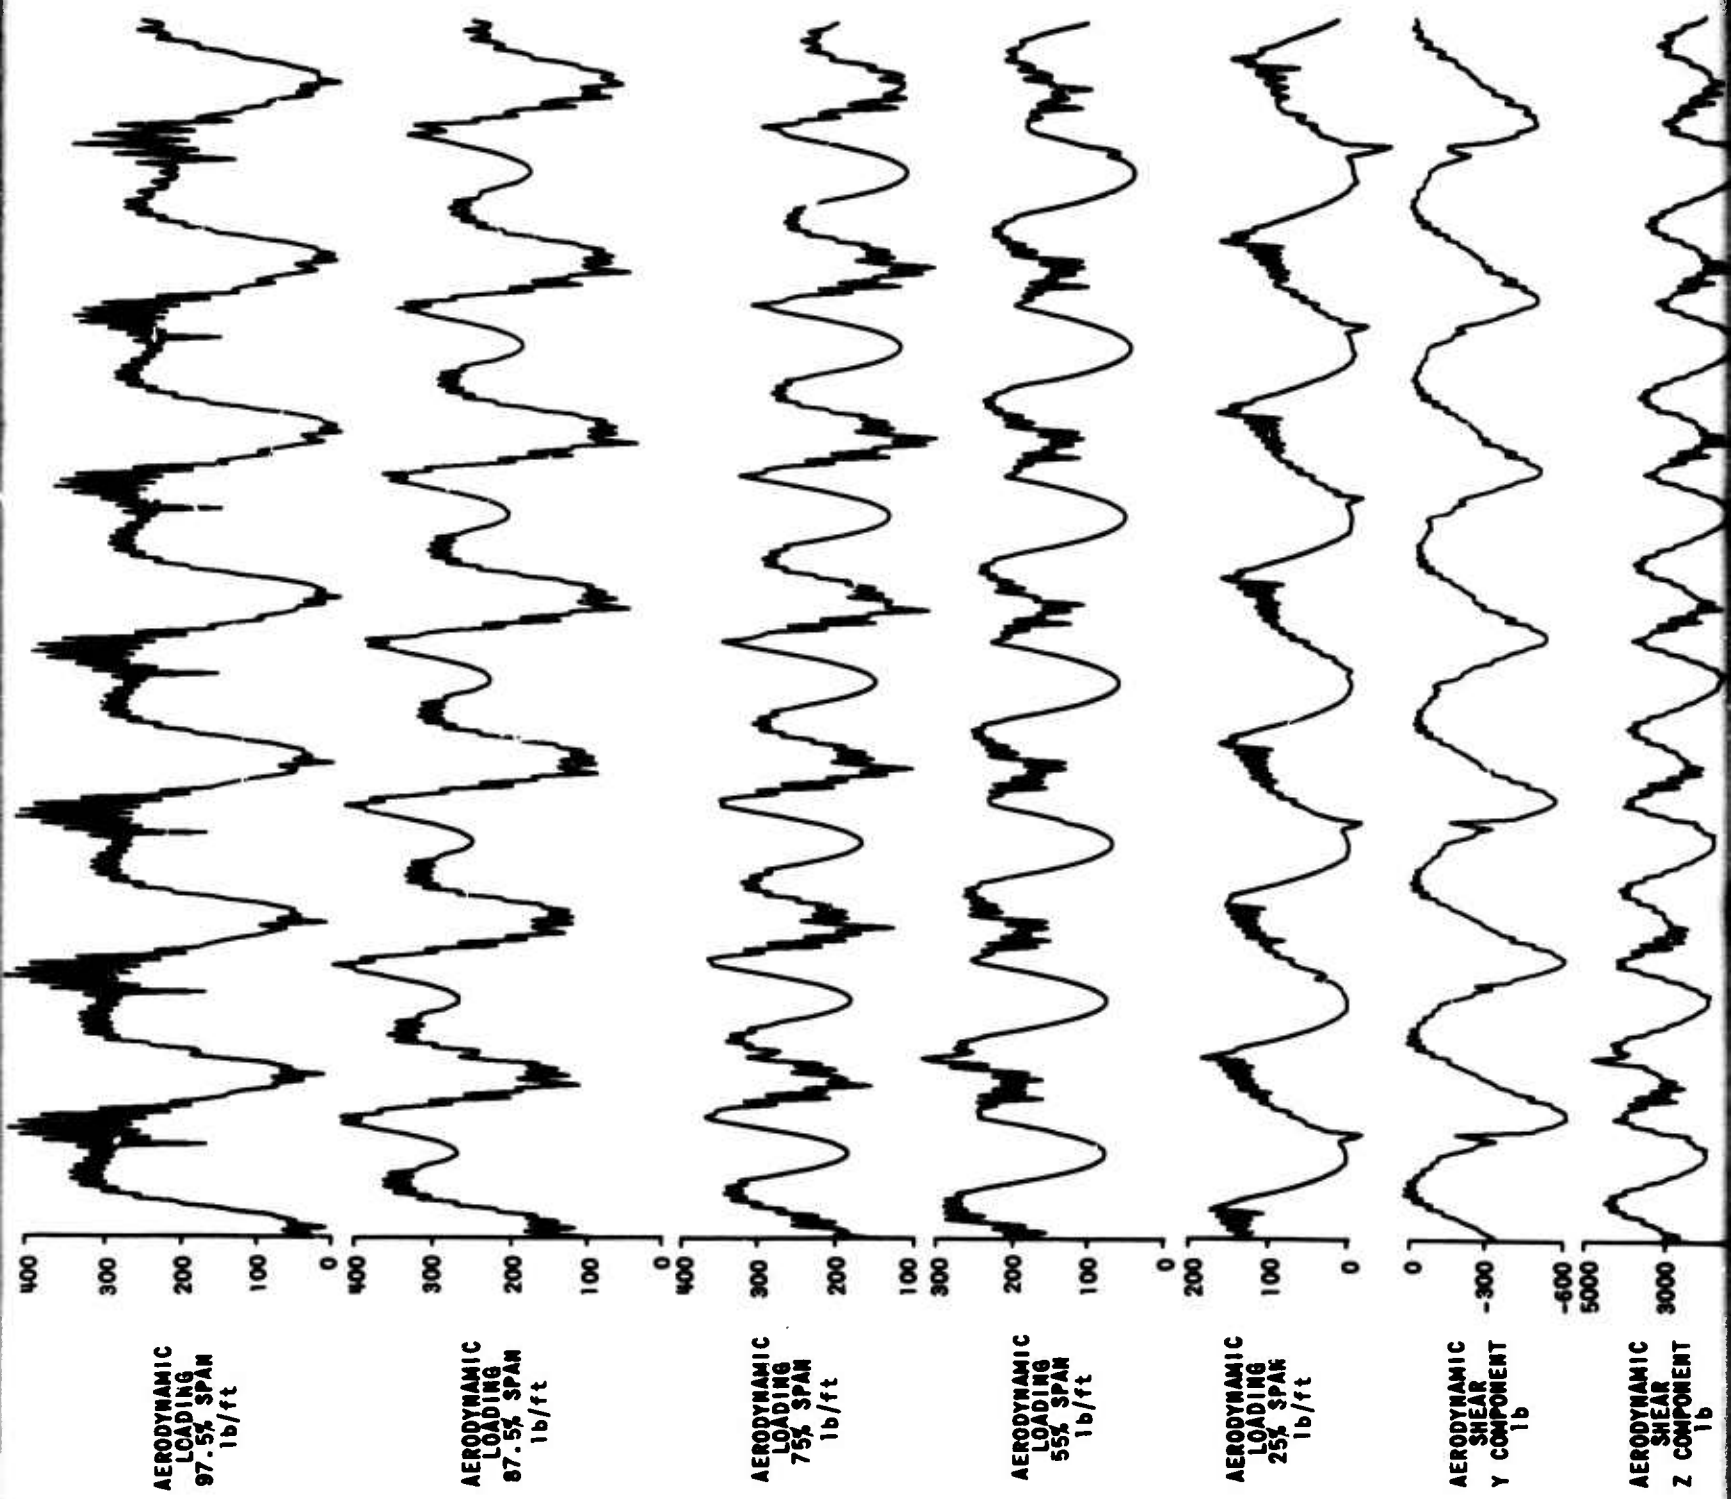 AERODYNAMIC
LOADING
97.5% SPAN
lb/ft
400
300
200
100
0
AERODYNAMIC
LOADING
87.5% SPAN
lb/ft
400
300
200
100
0
AERODYNAMIC
LOADING
75% SPAN
lb/ft
400
300
200
100
AERODYNAMIC
LOADING
55% SPAN
lb/ft
300
200
100
0
AERODYNAMIC
LOADING
25% SPAN
lb/ft
200
100
0
AERODYNAMIC
SHEAR
Y COMPONENT
lb
0
-300
-600
AERODYNAMIC
SHEAR
Z COMPONENT
lb
5000
3000